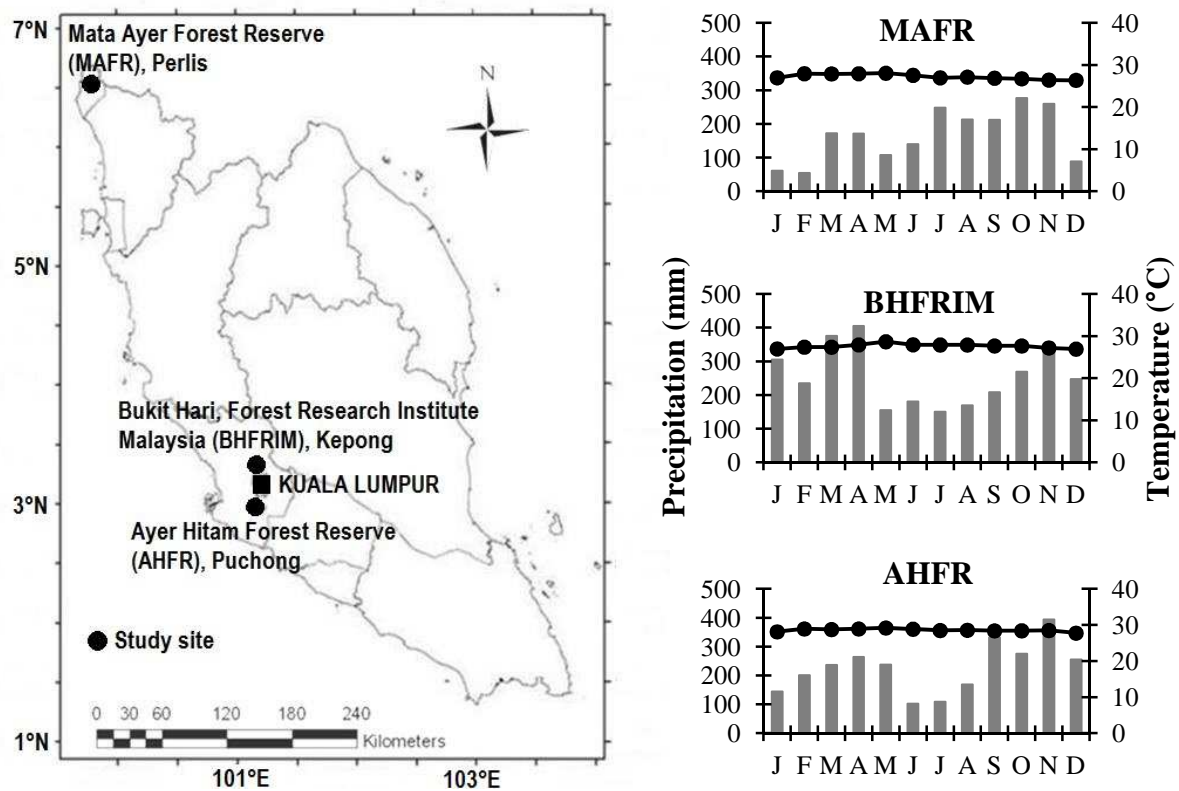 7°N
Mata Ayer Forest Reserve
(MAFR), Perlis
N
5°N
Bukit Hari, Forest Research Institute
Malaysia (BHFRIM), Kepong
KUALA LUMPUR
3°N
Ayer Hitam Forest Reserve
(AHFR), Puchong
Study site
0 30 60 120 180 240
Kilometers
1°N
101°E 103°E
MAFR
500 40
400 30
300
200 20
100 10
0 0
J F M A M J J A S O N D
Precipitation (mm)
Temperature (°C)
BHFRIM
500 40
400 30
300
200 20
100 10
0 0
J F M A M J J A S O N D
AHFR
500 40
400 30
300
200 20
100 10
0 0
J F M A M J J A S O N D